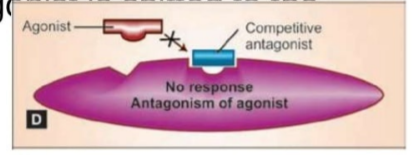 Agonist
Competitive
antagonist
No response
Antagonism of agonist
D